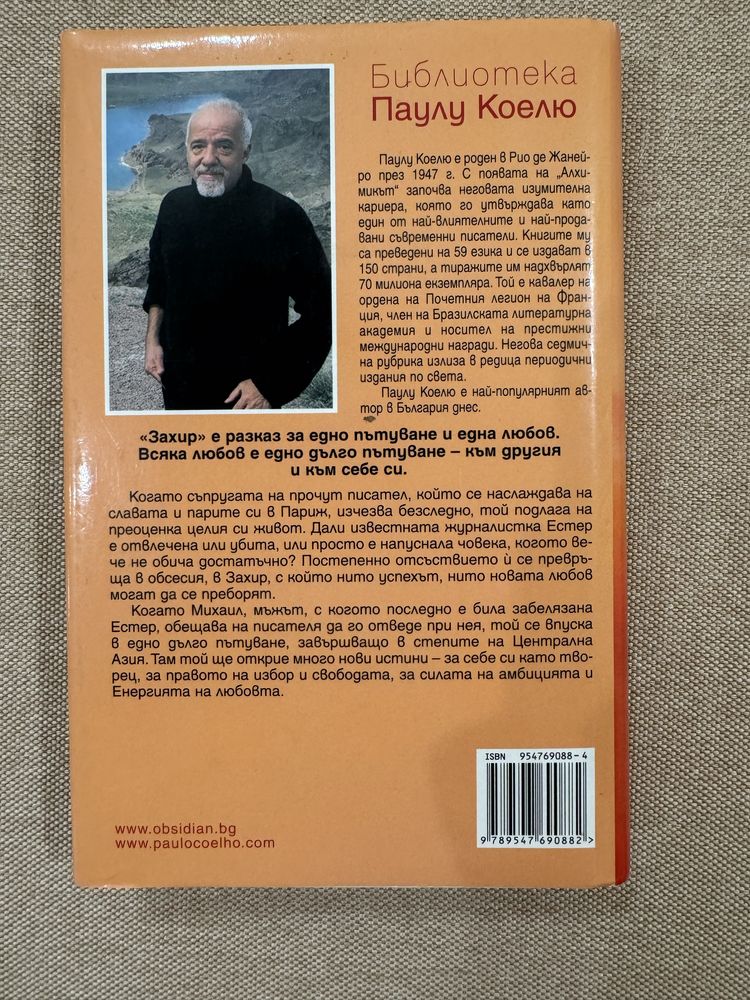 Библиотека
Паулу Коелю
Паулу Коелю е роден в Рио де Жаней-
ро през 1947 г. С появата на „Алхи-
микът“ започва неговата изумителна
кариера, която го утвърждава като
един от най-влиятелните и най-прода-
вани съвременни писатели. Книгите му
са преведени на 59 езика и се издават в
150 страни, а тиражите им надхвърлят
70 милиона екземпляра. Той е кавалер на
ордена на Почетния легион на Фран-
ция, член на Бразилската литературна
академия и носител на престижни
международни награди. Негова седмич-
на рубрика излиза в редица периодични
издания по света.
Паулу Коелю е най-популярният ав-
тор в България днес.
«Захир» е разказ за едно пътуване и една любов.
Всяка любов е едно дълго пътуване – към другия
и към себе си.
Когато съпругата на прочут писател, който се наслаждава на
славата и парите си в Париж, изчезва безследно, той подлага на
преоценка целия си живот. Дали известната журналистка Естер
е отвлечена или убита, или просто е напуснала човека, когото ве-
че не обича достатъчно? Постепенно отсъствието ѝ се превръ-
ща в обсесия, в Захир, с който нито успехът, нито новата любов
могат да се преборят.
Когато Михаил, мъжът, с когото последно е била забелязана
Естер, обещава на писателя да го отведе при нея, той се впуска
в едно дълго пътуване, завършващо в степите на Централна
Азия. Там той ще открие много нови истини – за себе си като тво-
рец, за правото на избор и свободата, за силата на амбицията и
Енергията на любовта.
ISBN 954769088-4
9 789547 690882 >
www.obsidian.bg
www.paulocoelho.com